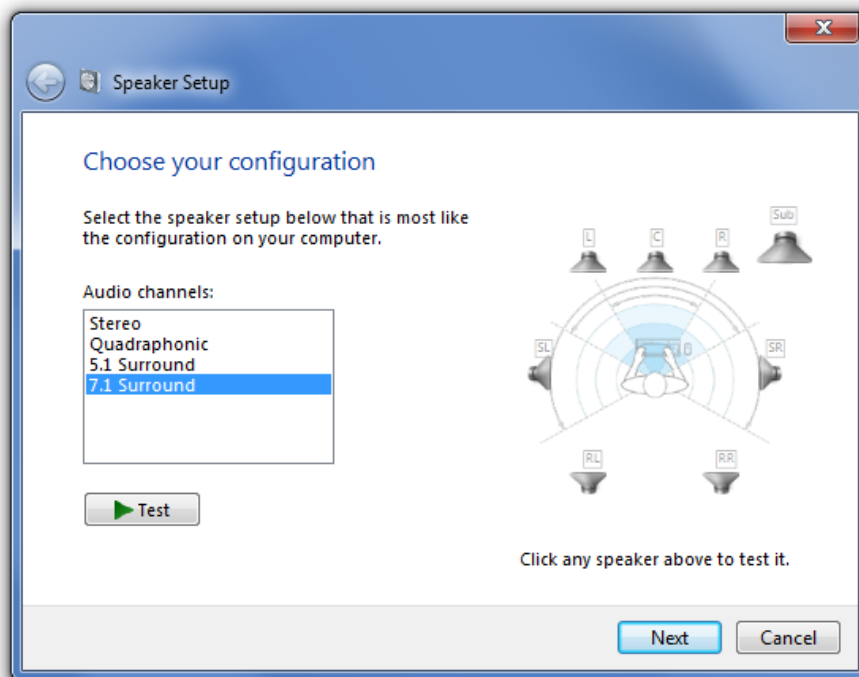 Speaker Setup
Choose your configuration
Select the speaker setup below that is most like
the configuration on your computer.
Audio channels:
Stereo
Quadraphonic
5.1 Surround
7.1 Surround
Test
Sub
L C R
SL SR
RL RR
Click any speaker above to test it.
Next Cancel